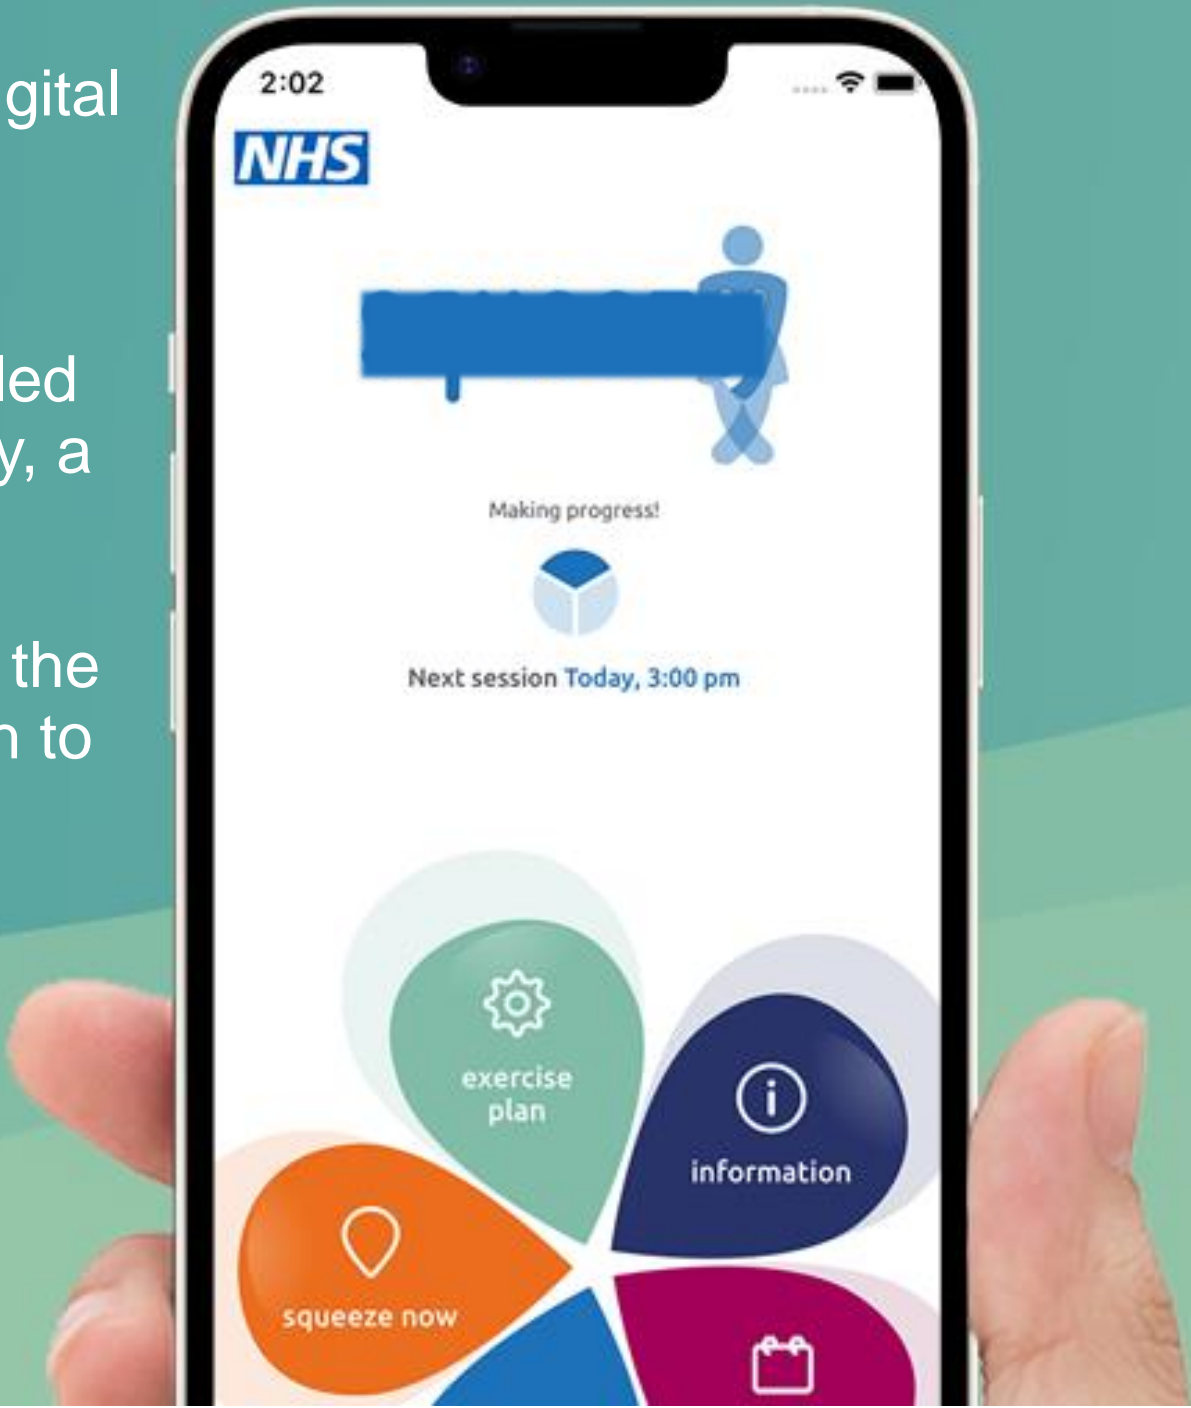 gital
led
y, a
the
n to
2:02
NHS
Making progress!
Next session Today, 3:00 pm
exercise
plan
information
squeeze now